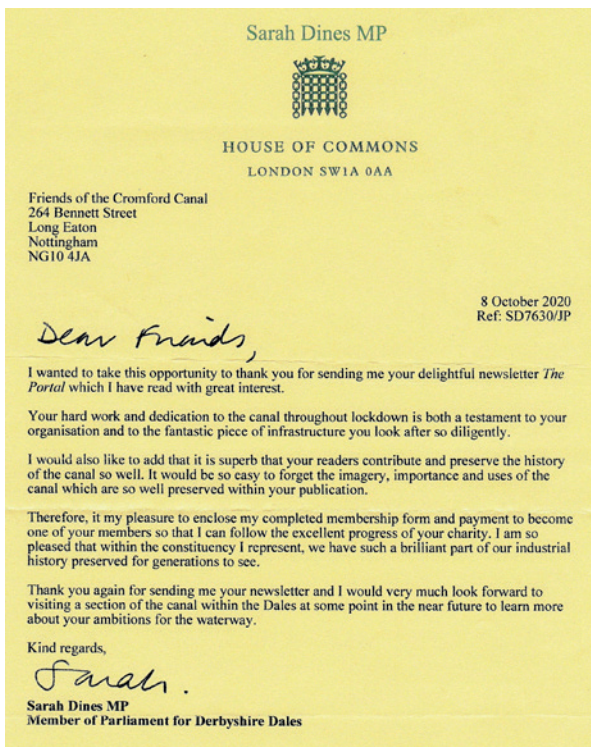 Sarah Dines MP
HOUSE OF COMMONS
LONDON SW1A 0AA
Friends of the Cromford Canal
264 Bennett Street
Long Eaton
Nottingham
NG10 4JA
8 October 2020
Ref: SD7630/JP
Dear Friends,
I wanted to take this opportunity to thank you for sending me your delightful newsletter The
Portal which I have read with great interest.
Your hard work and dedication to the canal throughout lockdown is both a testament to your
organisation and to the fantastic piece of infrastructure you look after so diligently.
I would also like to add that it is superb that your readers contribute and preserve the history
of the canal so well. It would be so easy to forget the imagery, importance and uses of the
canal which are so well preserved within your publication.
Therefore, it my pleasure to enclose my completed membership form and payment to become
one of your members so that I can follow the excellent progress of your charity. I am so
pleased that within the constituency I represent, we have such a brilliant part of our industrial
history preserved for generations to see.
Thank you again for sending me your newsletter and I would very much look forward to
visiting a section of the canal within the Dales at some point in the near future to learn more
about your ambitions for the waterway.
Kind regards,
Sarah.
Sarah Dines MP
Member of Parliament for Derbyshire Dales